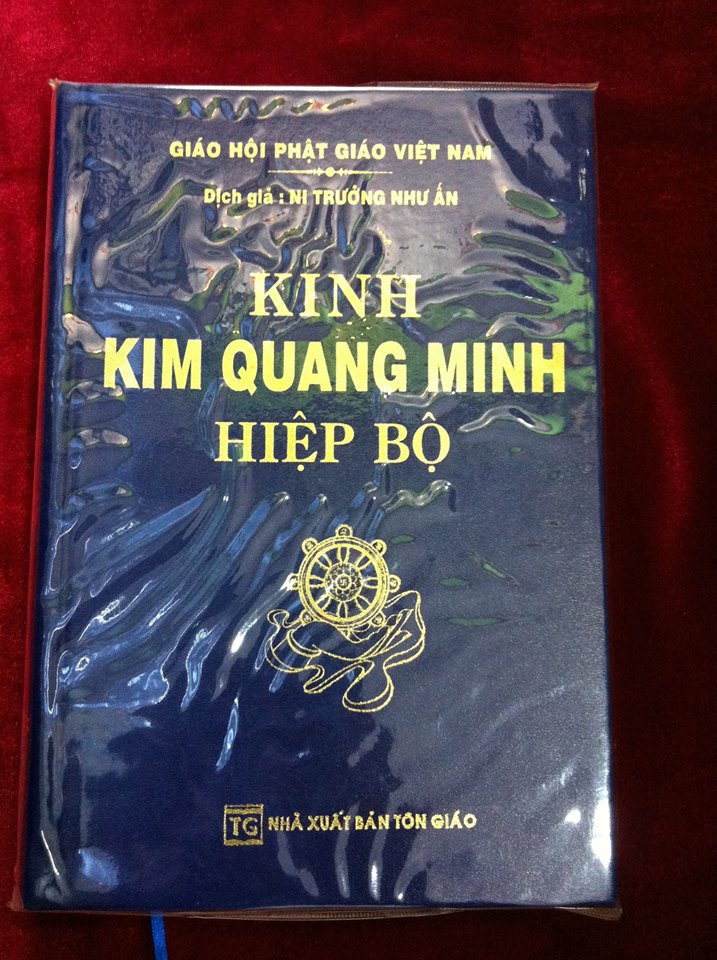 GIÁO HỘI PHẬT GIÁO VIỆT NAM
Dịch giả : NI TRƯỞNG NHƯ ẤN
KINH
KIM QUANG MINH
HIỆP BỘ
TG NHÀ XUẤT BẢN TÔN GIÁO